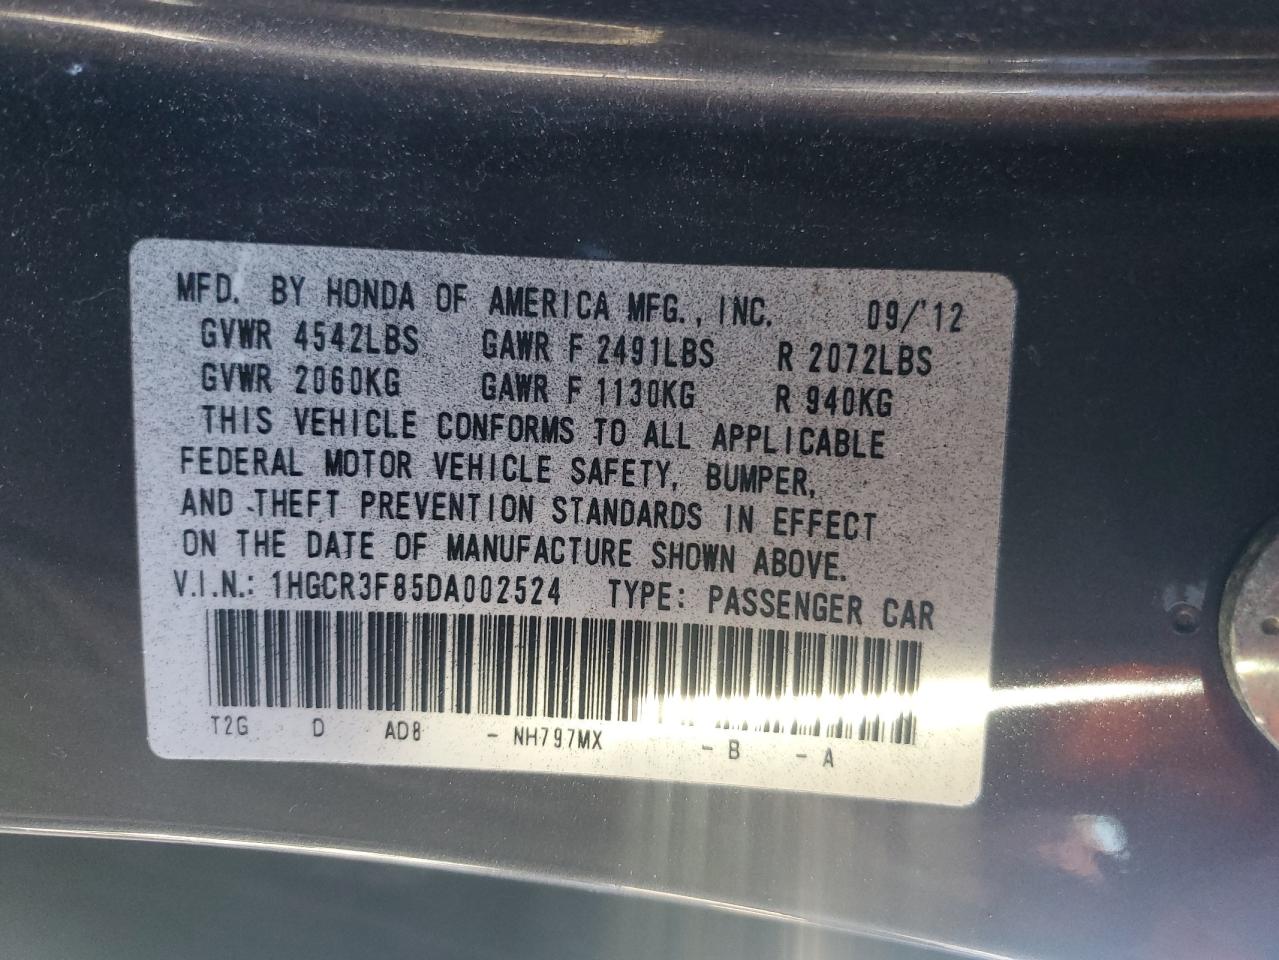 MFD. BY HONDA OF AMERICA MFG., INC. 09/'12
GVWR 4542LBS GAWR F 2491LBS R 2072LBS
GVWR 2060KG GAWR F 1130KG R 940KG
THIS VEHICLE CONFORMS TO ALL APPLICABLE
FEDERAL MOTOR VEHICLE SAFETY, BUMPER,
AND THEFT PREVENTION STANDARDS IN EFFECT
ON THE DATE OF MANUFACTURE SHOWN ABOVE.
V.I.N.: 1HGCR3F85DA002524 TYPE: PASSENGER CAR
T2G D AD8 - NH797MX - B - A